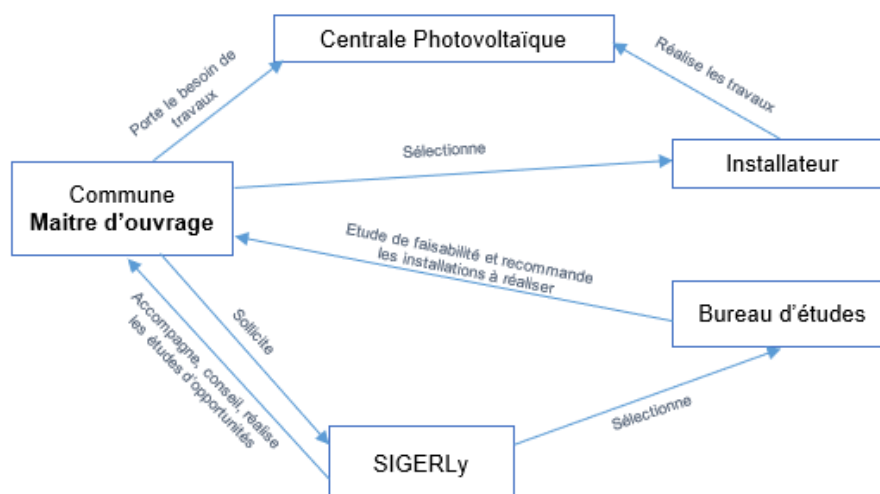 Centrale Photovoltaïque
Porte le besoin de
travaux
Réalise les travaux
Sélectionne
Installateur
Commune
Maitre d'ouvrage
Etude de faisabilité et recommande
les installations à réaliser
Bureau d'études
Sollicite
Accompagne, conseil, réalise
les études d'opportunités
Sélectionne
SIGERLy